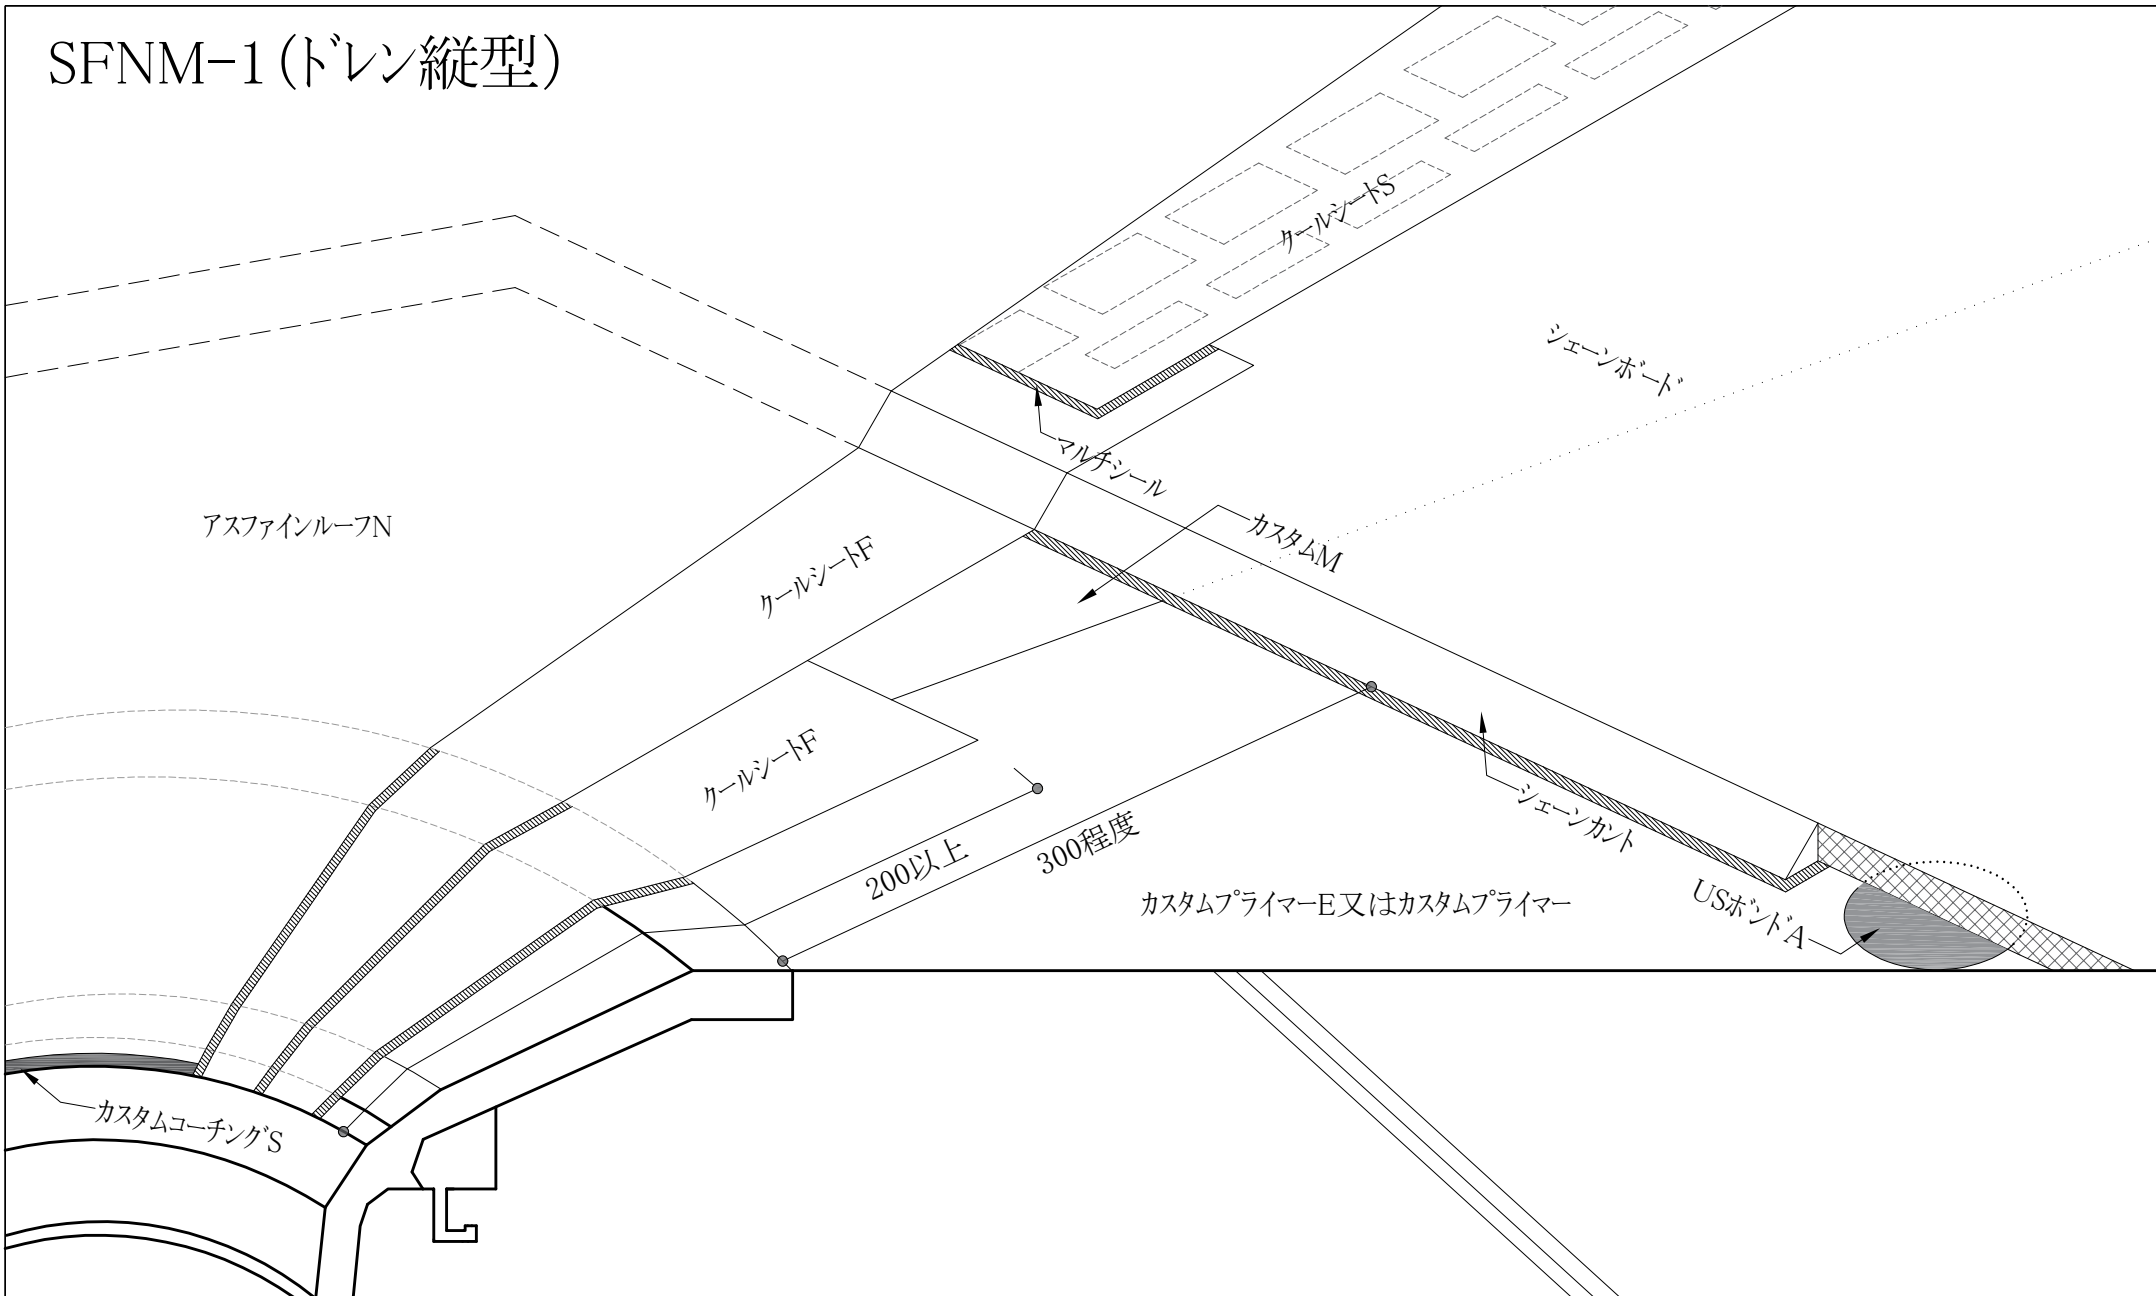 SFNM-1(ドレン縦型)
クールシートS
シェーンボード
マルチシール
アスファインルーフN
カスタムM
クールシートF
クールシートF
シェーンカント
300程度
200以上
カスタムプライマーE又はカスタムプライマー
USボンドA
カスタムコーチングS